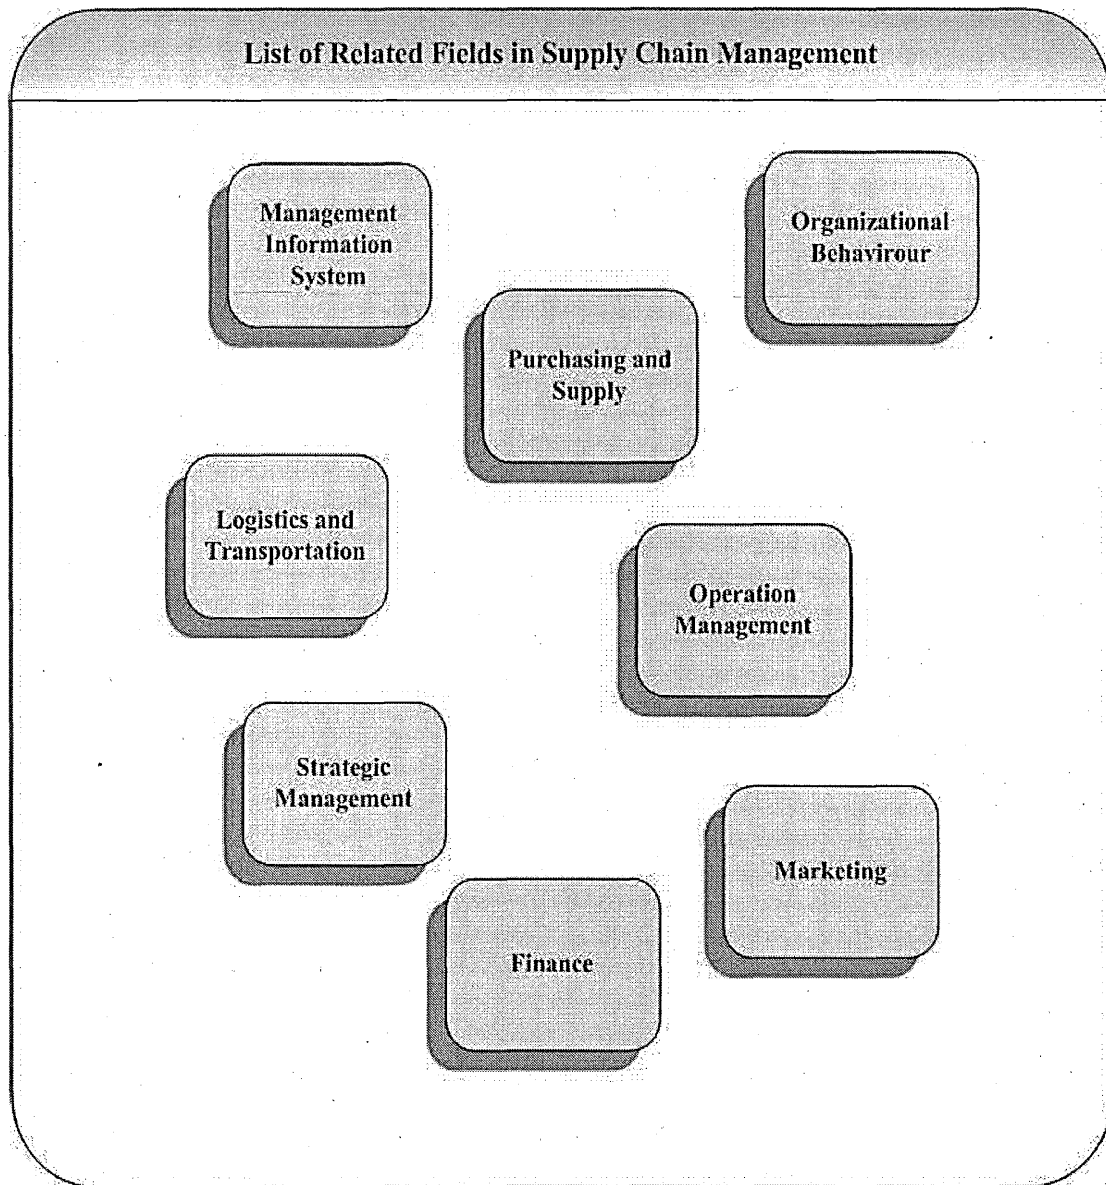 List of Related Fields in Supply Chain Management
Management
Information
System
Organizational
Behavirour
Purchasing and
Supply
Logistics and
Transportation
Operation
Management
Strategic
Management
Marketing
Finance